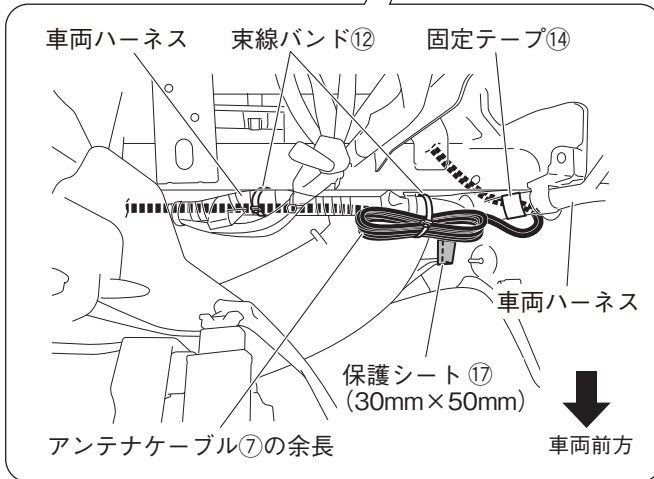 車両ハーネス
束線バンド⑫
固定テープ⑭
車両ハーネス
保護シート⑰
（30mm×50mm）
アンテナケーブル⑦の余長
車両前方